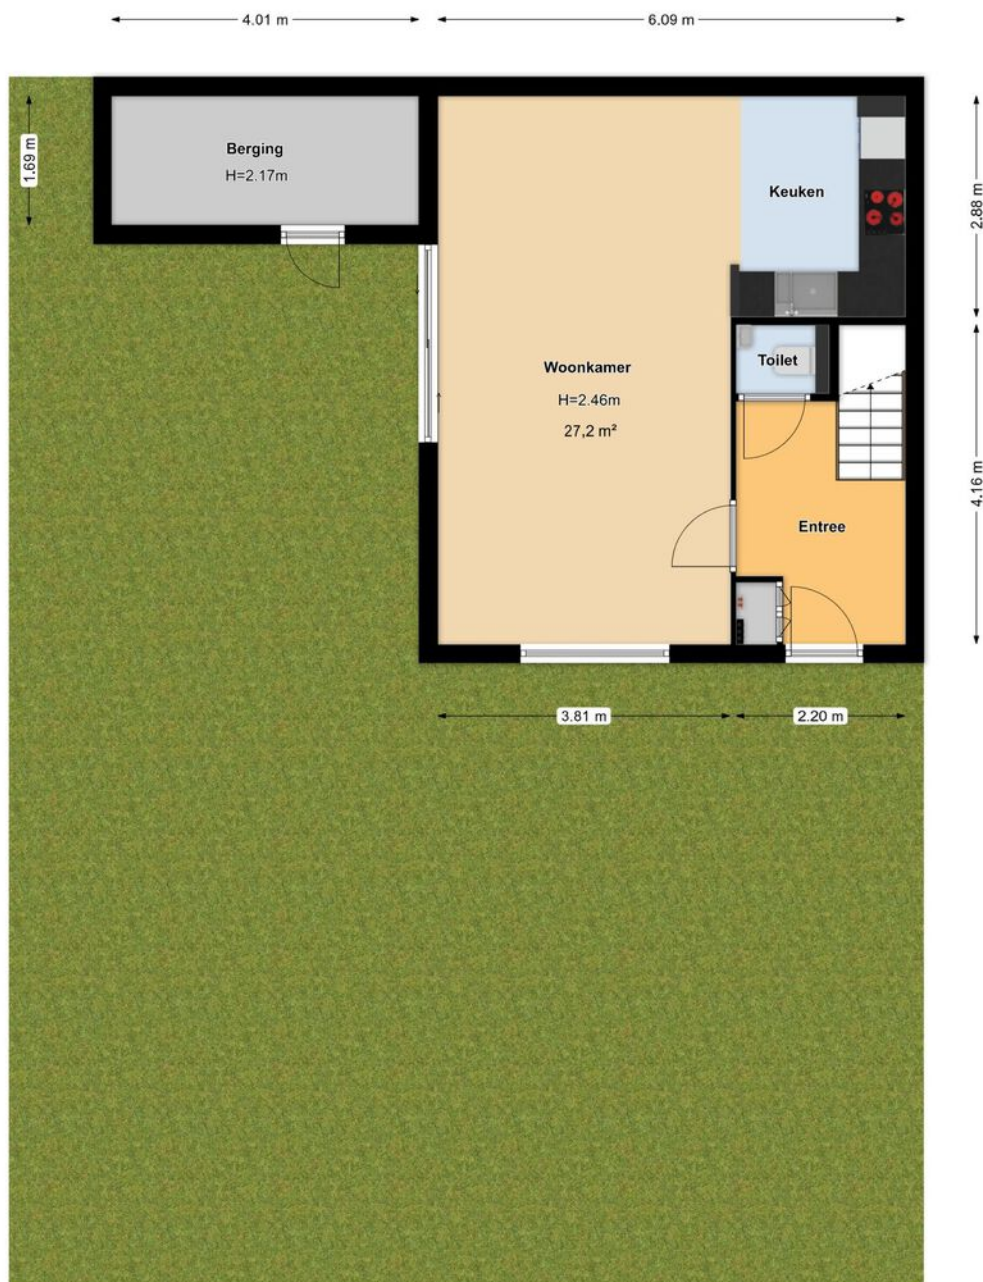 4.01 m
6.09 m
1.69 m
Berging
H=2.17m
Keuken
2.88 m
Woonkamer
H=2.46m
27,2 m²
Toilet
Entree
4.16 m
3.81 m
2.20 m